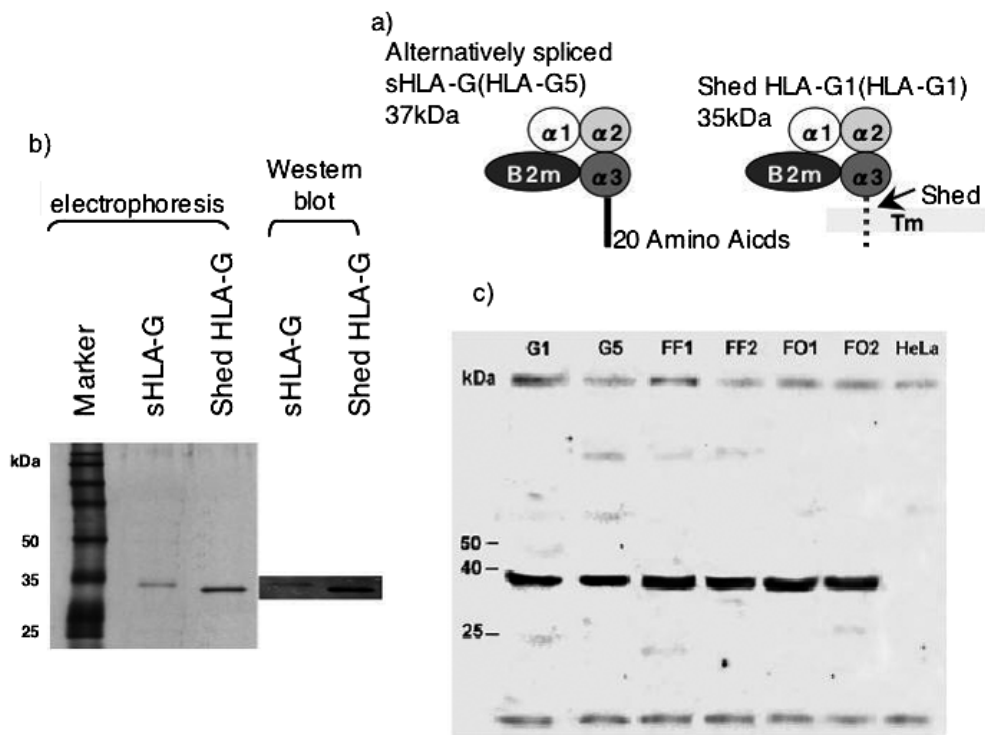 a)
Alternatively spliced
sHLA-G(HLA-G5)
37kDa
α1
α2
B2m
α3
20 Amino Aicds
Shed HLA-G1(HLA-G1)
35kDa
α1
α2
B2m
α3
Shed
Tm
b)
electrophoresis
Western
blot
Marker
sHLA-G
Shed HLA-G
sHLA-G
Shed HLA-G
kDa
50
35
25
c)
G1 G5 FF1 FF2 FO1 FO2 HeLa
kDa
50 –
40 –
25 –